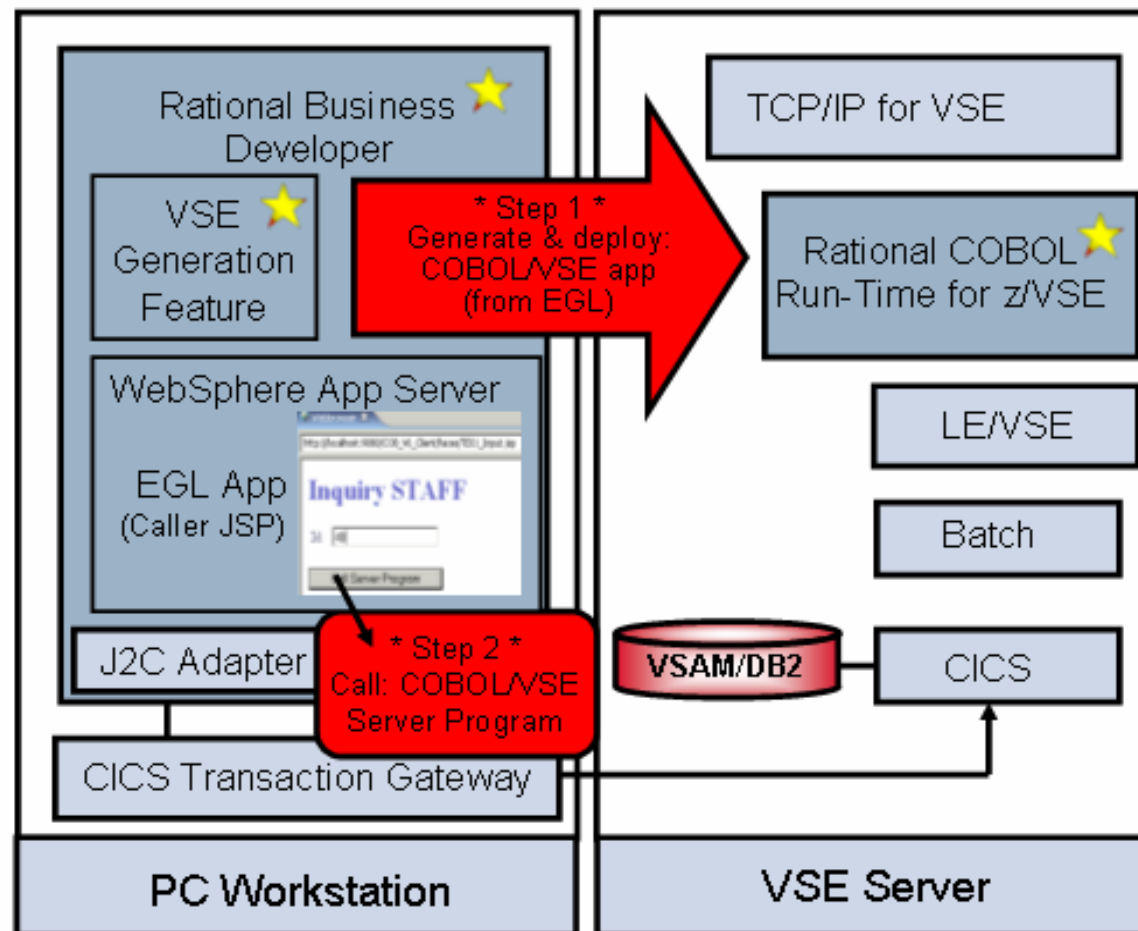 Rational Business
Developer
VSE
Generation
Feature
* Step 1 *
Generate & deploy:
COBOL/VSE app
(from EGL)
TCP/IP for VSE
Rational COBOL
Run-Time for z/VSE
WebSphere App Server
EGL App
(Caller JSP)
Inquiry STAFF
Server Program
LE/VSE
Batch
J2C Adapter
* Step 2 *
Call: COBOL/VSE
Server Program
VSAM/DB2
CICS
CICS Transaction Gateway
PC Workstation
VSE Server